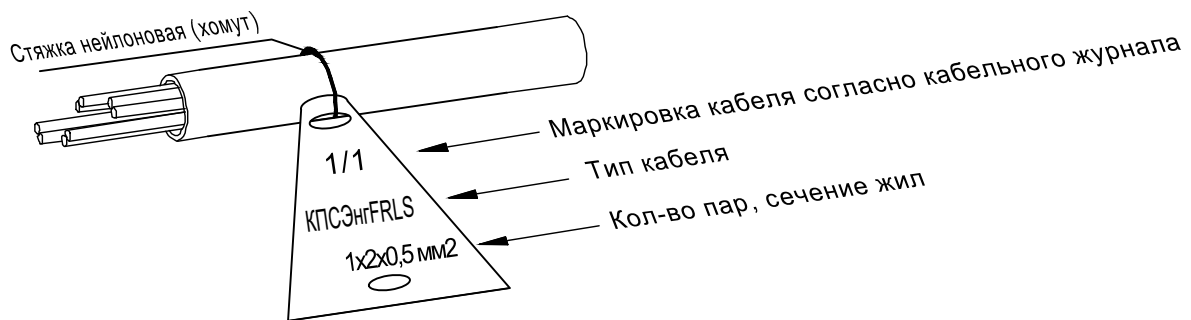 Стяжка нейлоновая (хомут)
Маркировка кабеля согласно кабельного журнала
1/1
Тип кабеля
КПСЭнгFRLS
Кол-во пар, сечение жил
1x2x0,5 мм2